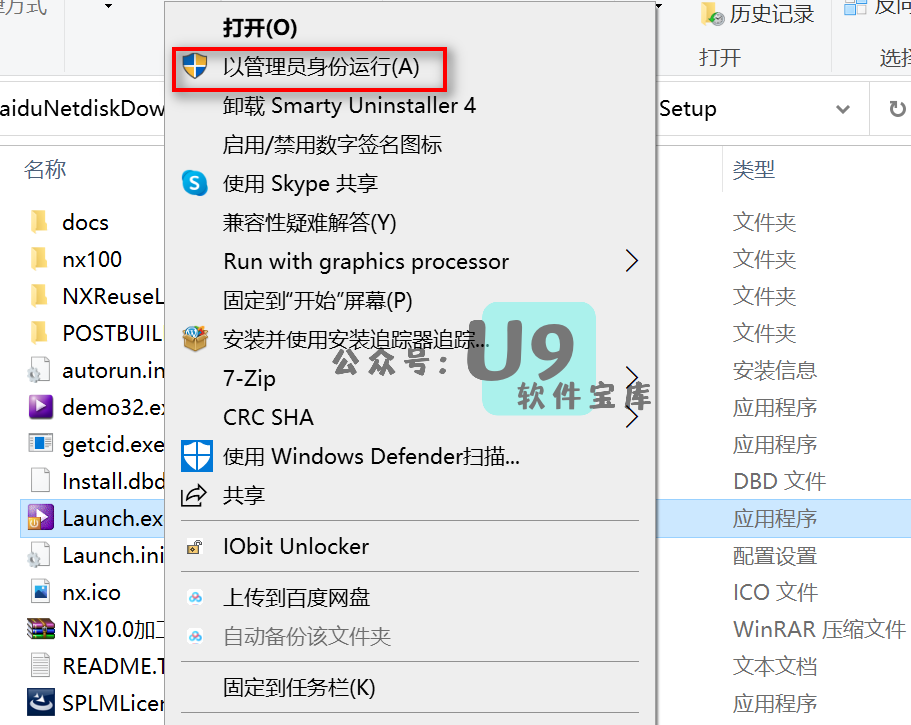 打开(O)
历史记录
以管理员身份运行(A)
打开
aiduNetdiskDow
卸载 Smarty Uninstaller 4
Setup
启用/禁用数字签名图标
名称
类型
使用 Skype 共享
docs
兼容性疑难解答(Y)
文件夹
nx100
Run with graphics processor
文件夹
NXReuseL
固定到"开始"屏幕(P)
文件夹
POSTBUIL
安装并使用安装追踪器追踪...
文件夹
公众号：U9
软件宝库
autorun.in
7-Zip
安装信息
demo32.ex
CRC SHA
应用程序
getcid.exe
使用 Windows Defender扫描...
应用程序
Install.dbd
共享
DBD 文件
Launch.ex
应用程序
Launch.ini
IObit Unlocker
配置设置
nx.ico
上传到百度网盘
ICO 文件
NX10.0加工
自动备份该文件夹
WinRAR 压缩文件
README.T
文本文档
SPLMLicen
固定到任务栏(K)
应用程序